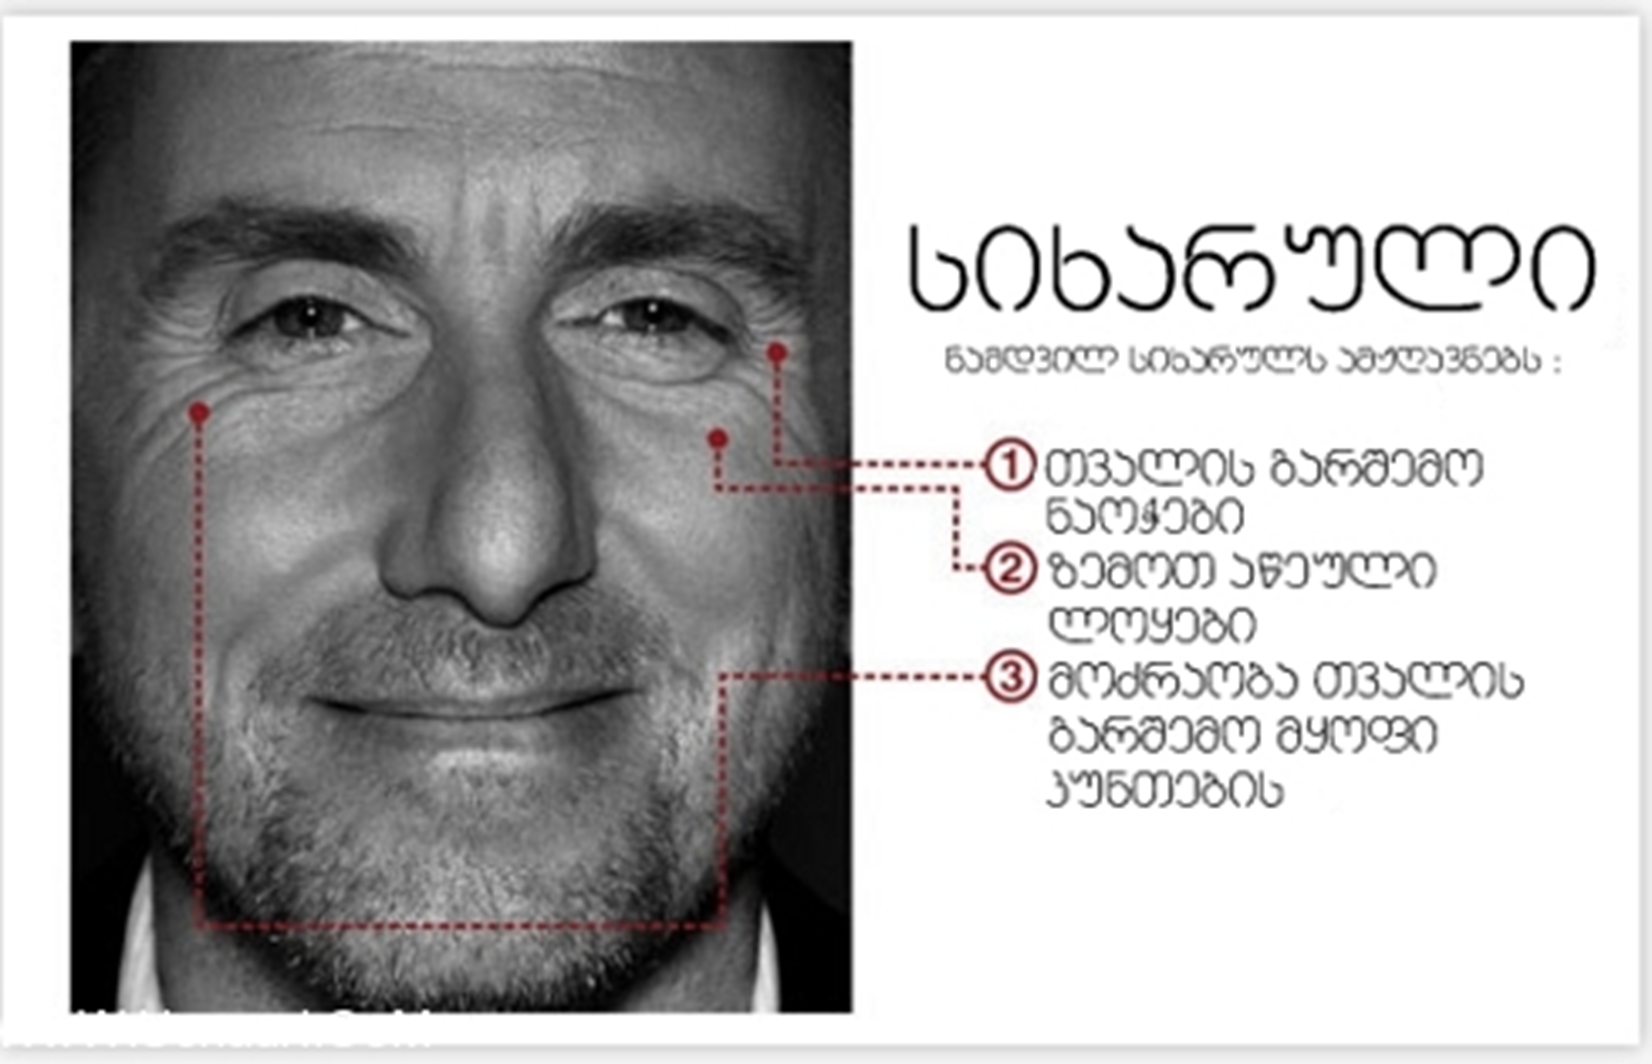 სიხარული
ნამდვილ სიხარულს ამჟღავნებს :
1 თვალის გარშემო
ნაოჭები
2 ზემოთ აწეული
ლოყები
3 მოძრაობა თვალის
გარშემო მყოფი
კუნთების